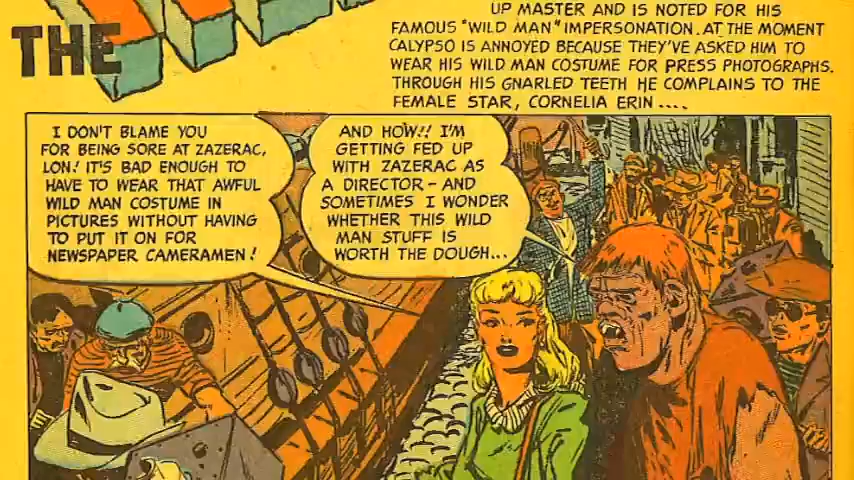 THE
UP MASTER AND IS NOTED FOR HIS
FAMOUS "WILD MAN" IMPERSONATION. AT THE MOMENT
CALYPSO IS ANNOYED BECAUSE THEY'VE ASKED HIM TO
WEAR HIS WILD MAN COSTUME FOR PRESS PHOTOGRAPHS.
THROUGH HIS GNARLED TEETH HE COMPLAINS TO THE
FEMALE STAR, CORNELIA ERIN ....
I DON'T BLAME YOU
FOR BEING SORE AT ZAZERAC,
LON! IT'S BAD ENOUGH TO
HAVE TO WEAR THAT AWFUL
WILD MAN COSTUME IN
PICTURES WITHOUT HAVING
TO PUT IT ON FOR
NEWSPAPER CAMERAMEN!
AND HOW!! I'M
GETTING FED UP
WITH ZAZERAC AS
A DIRECTOR - AND
SOMETIMES I WONDER
WHETHER THIS WILD
MAN STUFF IS
WORTH THE DOUGH...